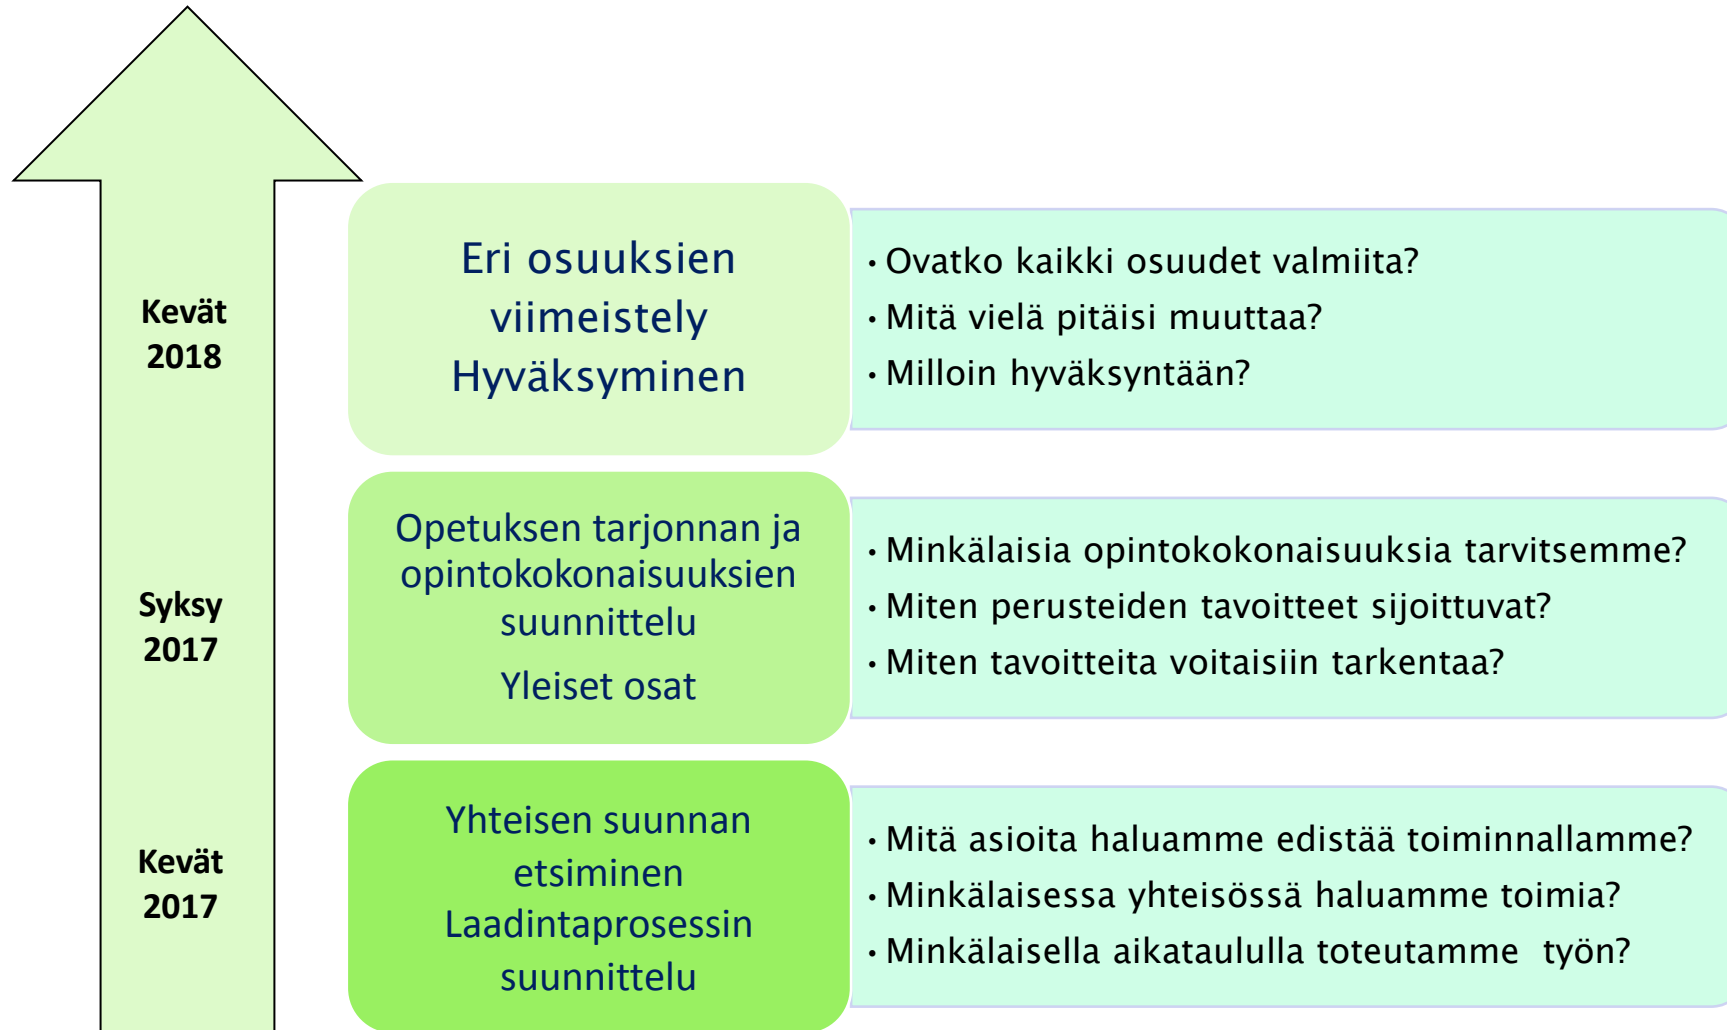 Kevät
2018
Eri osuuksien
viimeistely
Hyväksyminen
• Ovatko kaikki osuudet valmiita?
• Mitä vielä pitäisi muuttaa?
• Milloin hyväksyntään?
Syksy
2017
Opetuksen tarjonnan ja
opintokokonaisuuksien
suunnittelu
Yleiset osat
• Minkälaisia opintokokonaisuuksia tarvitsemme?
• Miten perusteiden tavoitteet sijoittuvat?
• Miten tavoitteita voitaisiin tarkentaa?
Kevät
2017
Yhteisen suunnan
etsiminen
Laadintaprosessin
suunnittelu
• Mitä asioita haluamme edistää toiminnallamme?
• Minkälaisessa yhteisössä haluamme toimia?
• Minkälaisella aikataululla toteutamme  työn?